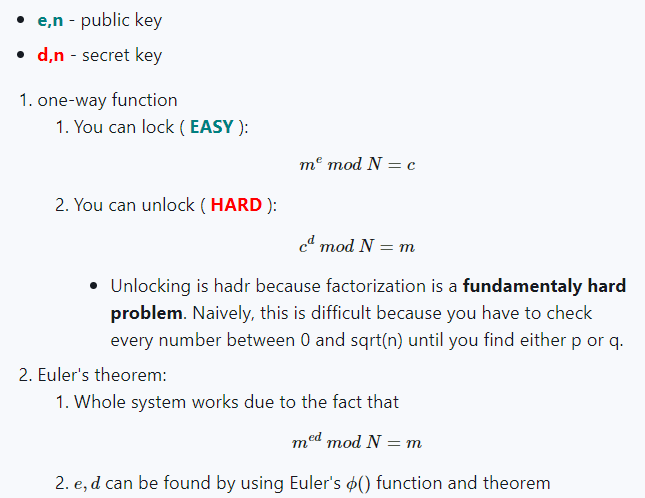 • e,n - public key
• d,n - secret key
1. one-way function
1. You can lock ( EASY ):
m^e mod N = c
2. You can unlock ( HARD ):
c^d mod N = m
• Unlocking is hadr because factorization is a fundamentaly hard
problem. Naively, this is difficult because you have to check
every number between 0 and sqrt(n) until you find either p or q.
2. Euler's theorem:
1. Whole system works due to the fact that
m^{ed} mod N = m
2. e, d can be found by using Euler's ϕ() function and theorem